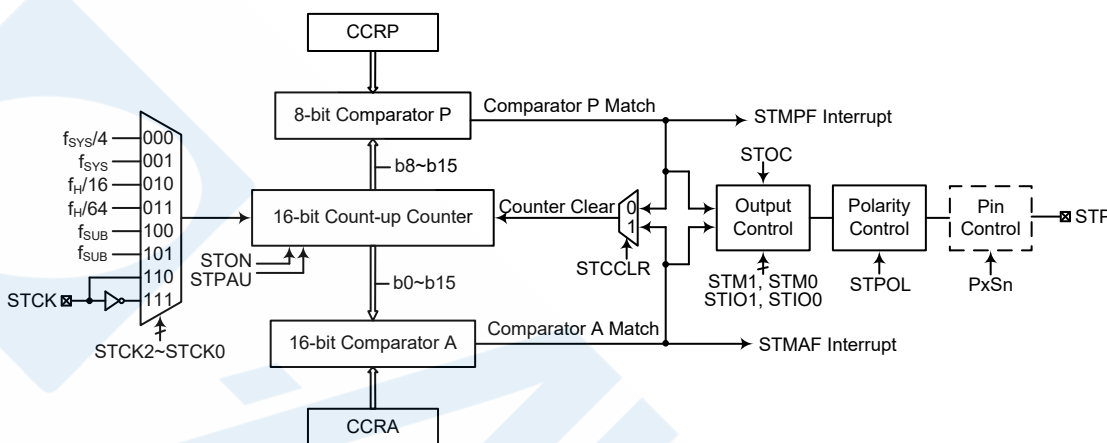 CCRP
8-bit Comparator P
Comparator P Match
STMPF Interrupt
b8~b15
fSYS/4
000
fSYS
001
fH/16
010
fH/64
011
fSUB
100
fSUB
101
110
STCK
111
STCK2~STCK0
16-bit Count-up Counter
STON
STPAU
Counter Clear
0
1
STCCLR
STOC
Output
Control
STM1, STM0
STIO1, STIO0
Polarity
Control
STPOL
Pin
Control
PxSn
STP
b0~b15
16-bit Comparator A
Comparator A Match
STMAF Interrupt
CCRA